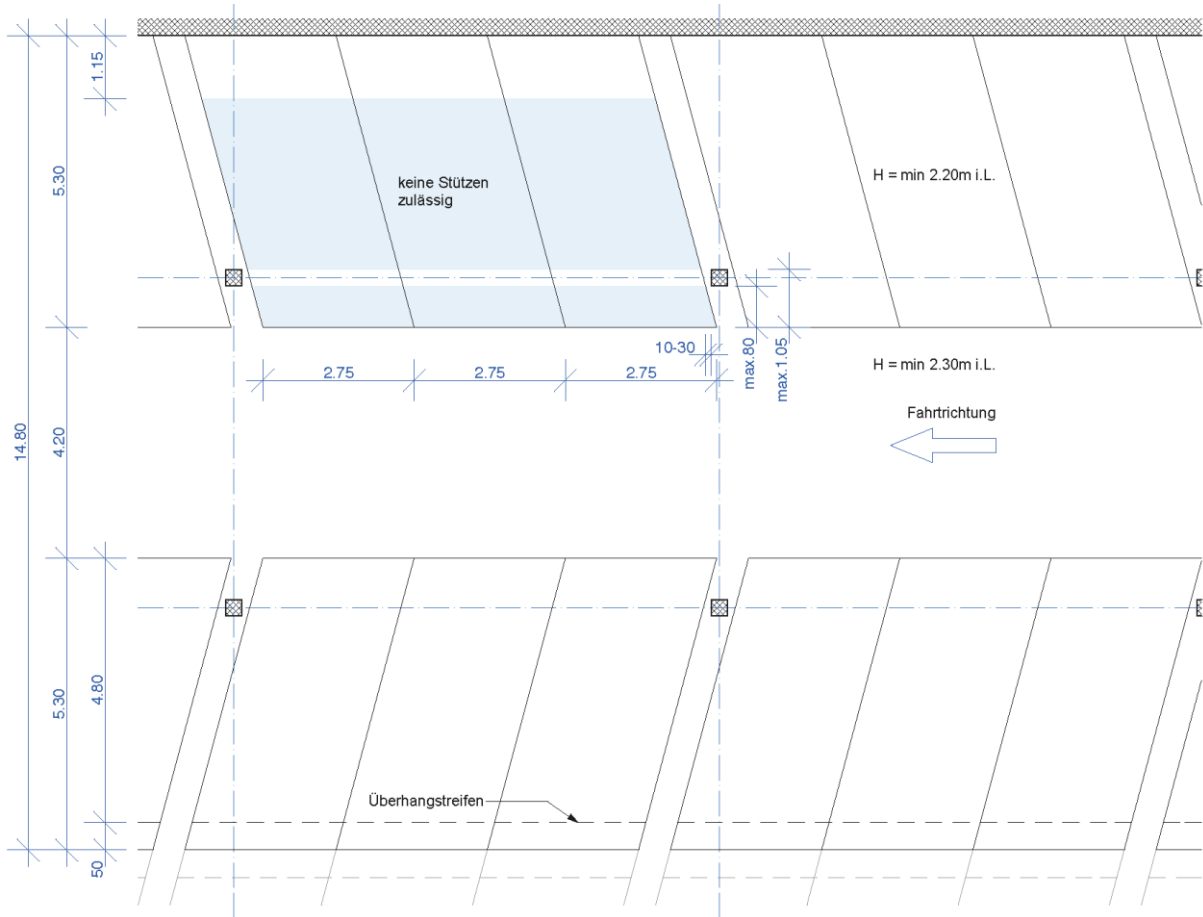 1.15
5.30
keine Stützen
zulässig
H = min 2.20m i.L.
10-30
max.80
max.1.05
2.75
2.75
2.75
H = min 2.30m i.L.
Fahrtrichtung
14.80
4.20
5.30
4.80
Überhangstreifen
50